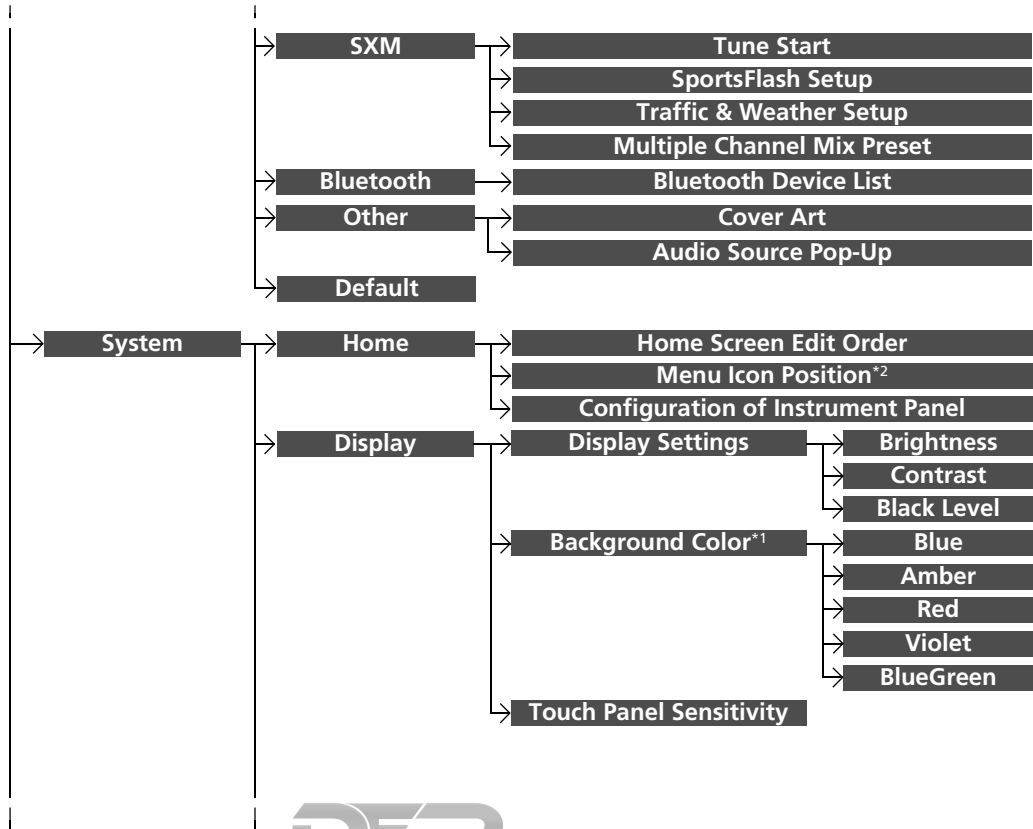 SXM
Tune Start
SportsFlash Setup
Traffic & Weather Setup
Multiple Channel Mix Preset
Bluetooth
Bluetooth Device List
Other
Cover Art
Audio Source Pop-Up
Default
System
Home
Home Screen Edit Order
Menu Icon Position*2
Configuration of Instrument Panel
Display
Display Settings
Brightness
Contrast
Black Level
Background Color*1
Blue
Amber
Red
Violet
BlueGreen
Touch Panel Sensitivity